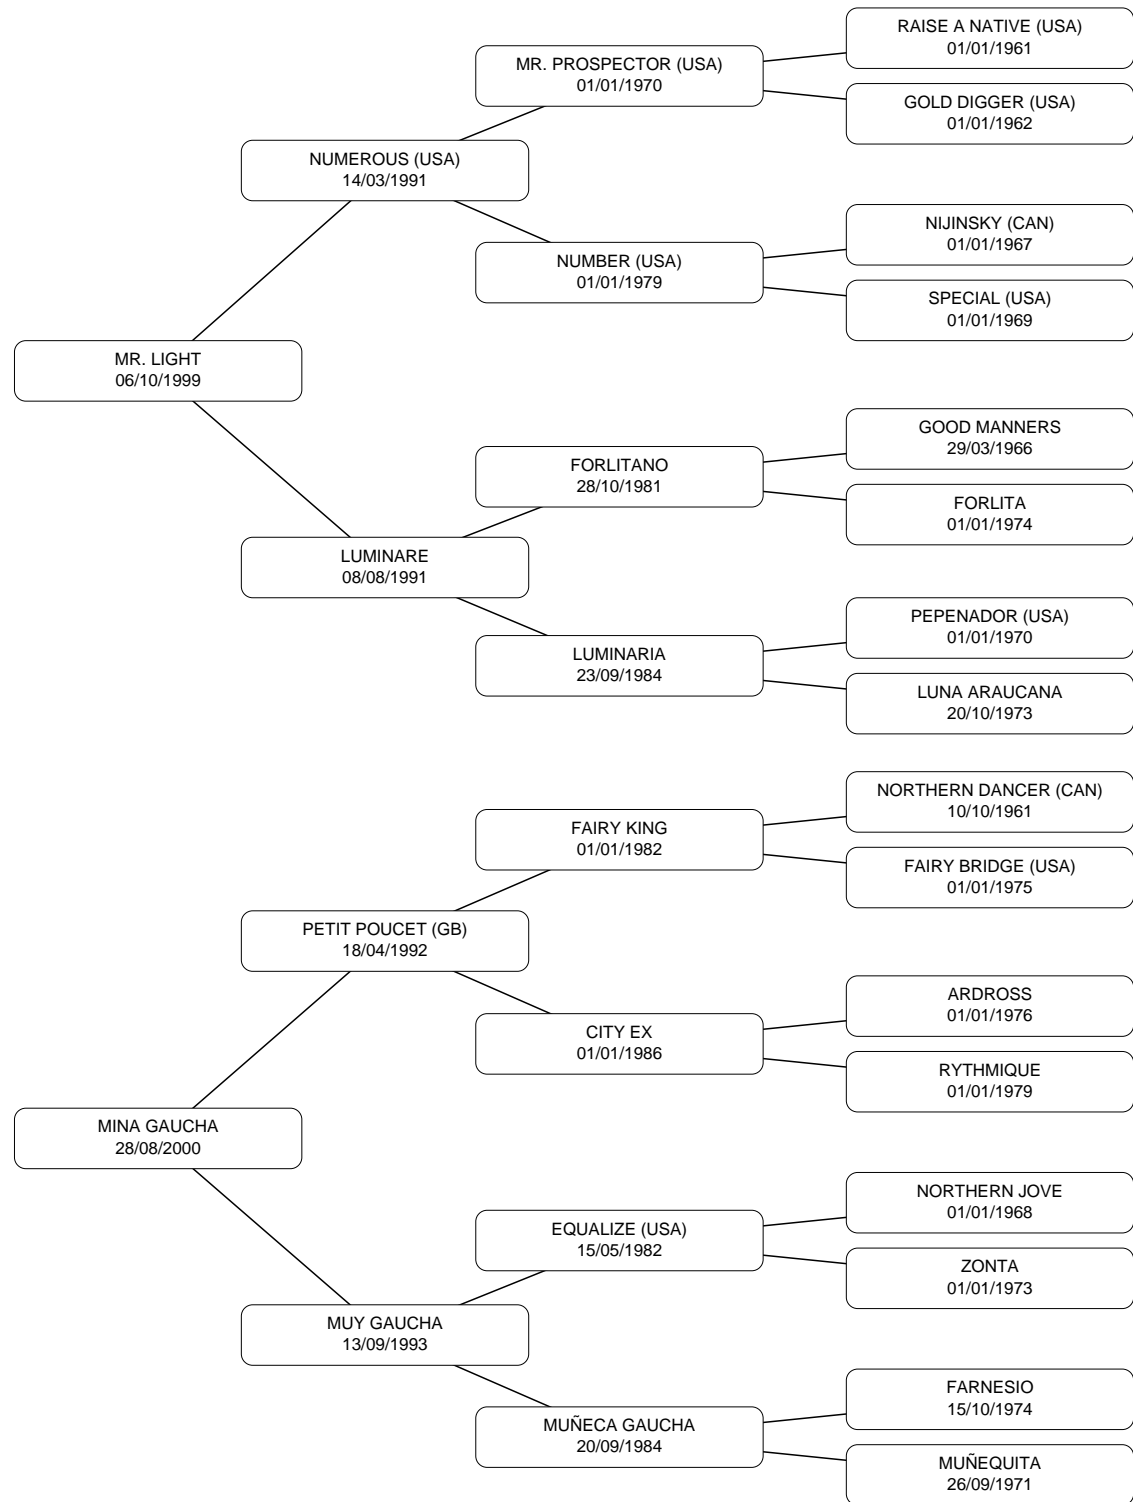 RAISE A NATIVE (USA)
01/01/1961
MR. PROSPECTOR (USA)
01/01/1970
GOLD DIGGER (USA)
01/01/1962
NUMEROUS (USA)
14/03/1991
NIJINSKY (CAN)
01/01/1967
NUMBER (USA)
01/01/1979
SPECIAL (USA)
01/01/1969
MR. LIGHT
06/10/1999
GOOD MANNERS
29/03/1966
FORLITANO
28/10/1981
FORLITA
01/01/1974
LUMINARE
08/08/1991
PEPENADOR (USA)
01/01/1970
LUMINARIA
23/09/1984
LUNA ARAUCANA
20/10/1973
NORTHERN DANCER (CAN)
10/10/1961
FAIRY KING
01/01/1982
FAIRY BRIDGE (USA)
01/01/1975
PETIT POUCET (GB)
18/04/1992
ARDROSS
01/01/1976
CITY EX
01/01/1986
RYTHMIQUE
01/01/1979
MINA GAUCHA
28/08/2000
NORTHERN JOVE
01/01/1968
EQUALIZE (USA)
15/05/1982
ZONTA
01/01/1973
MUY GAUCHA
13/09/1993
FARNESIO
15/10/1974
MUÑECA GAUCHA
20/09/1984
MUÑEQUITA
26/09/1971